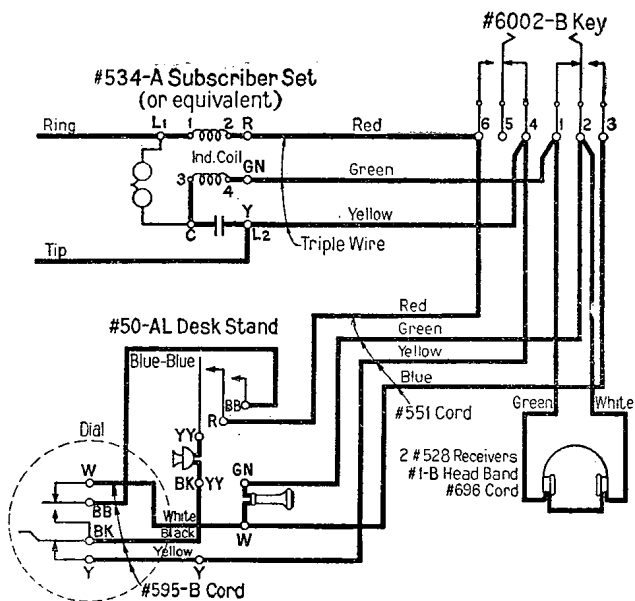 #6002-B Key
#534-A Subscriber Set
(or equivalent)
Ring
L1
1
2
R
Red
6
5
4
1
2
3
Ind. Coil
3
4
GN
Green
C
Y
L2
Yellow
Triple Wire
Tip
Red
#50-AL Desk Stand
Green
Yellow
Blue-Blue
Blue
BB
R
#551 Cord
Green
White
Dial
YY
2 #528 Receivers
#1-B Head Band
#696 Cord
W
BK
YY
GN
BB
White
BK
Black
W
Yellow
Y
Y
#595-B Cord